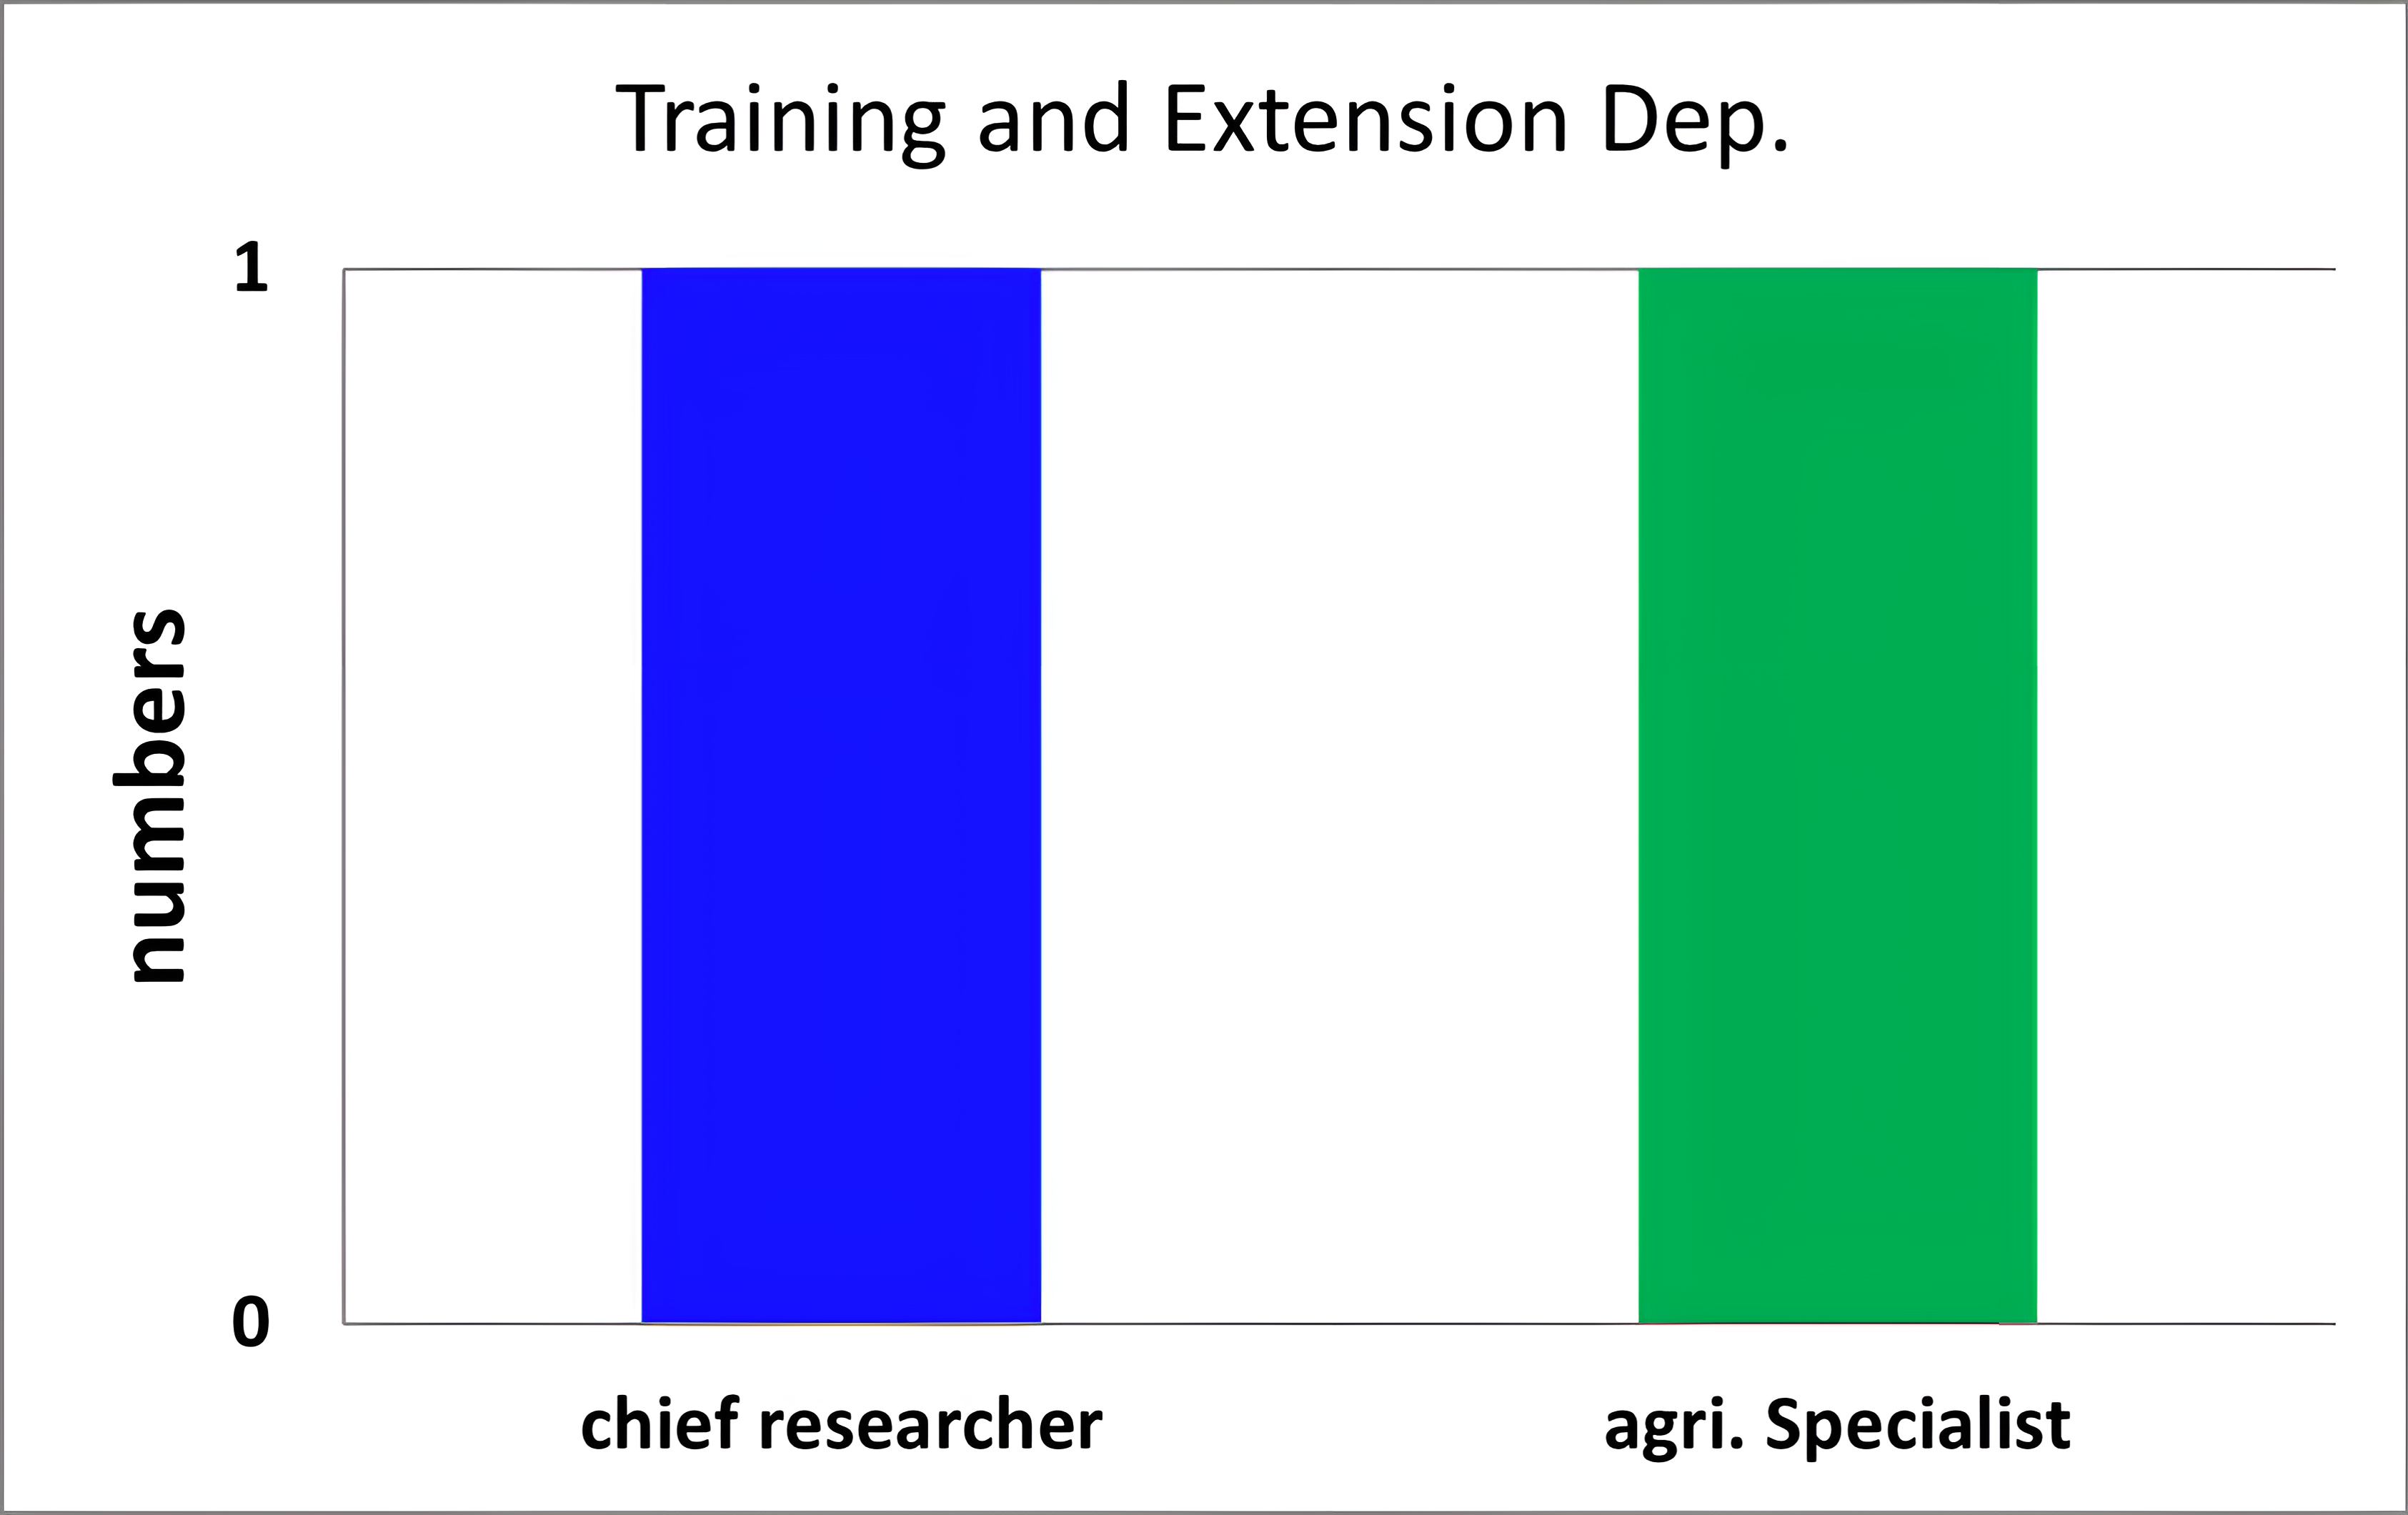 Training and Extension Dep.
1
numbers
0
chief researcher
agri. Specialist